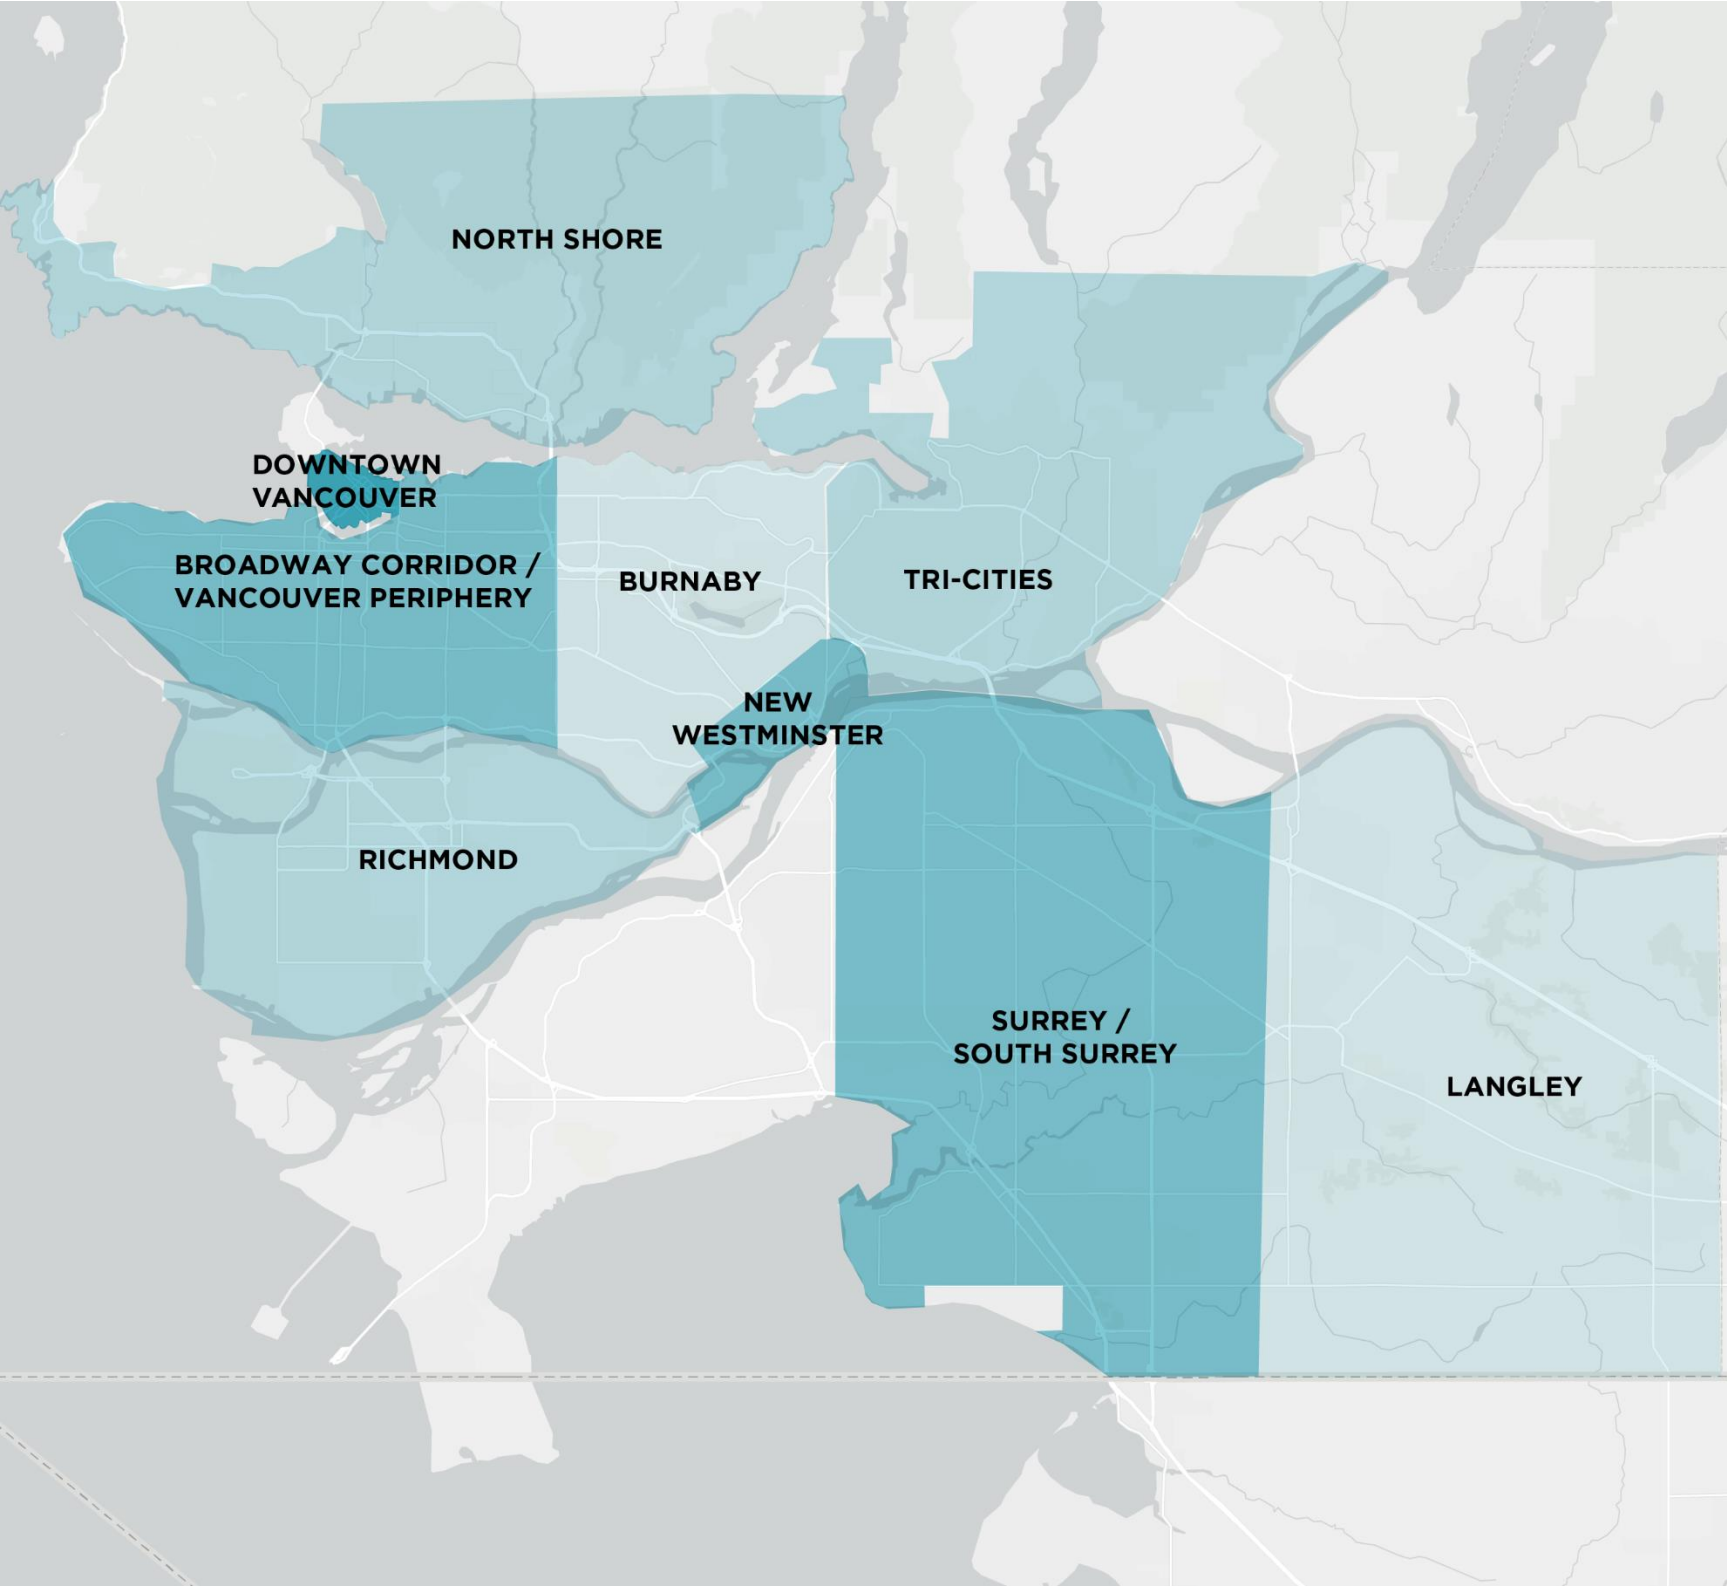 NORTH SHORE
DOWNTOWN
VANCOUVER
BROADWAY CORRIDOR /
VANCOUVER PERIPHERY
BURNABY
TRI-CITIES
NEW
WESTMINSTER
RICHMOND
SURREY /
SOUTH SURREY
LANGLEY